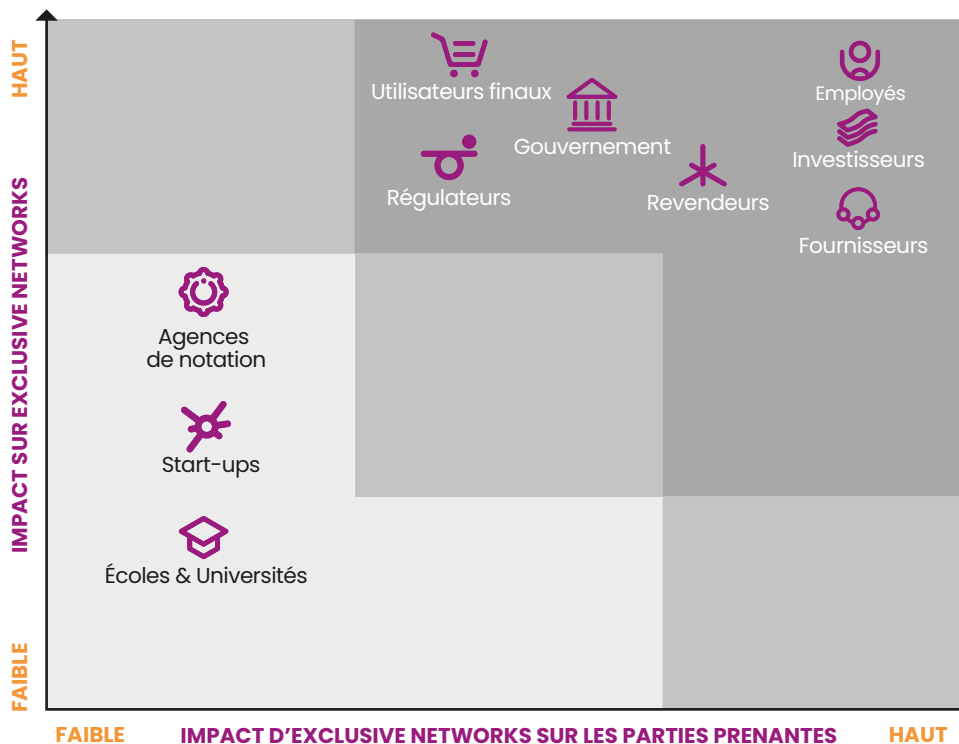 HAUT
IMPACT SUR EXCLUSIVE NETWORKS
FAIBLE
Utilisateurs finaux
Employés
Gouvernement
Investisseurs
Régulateurs
Revendeurs
Fournisseurs
Agences
de notation
Start-ups
Écoles & Universités
FAIBLE
IMPACT D’EXCLUSIVE NETWORKS SUR LES PARTIES PRENANTES
HAUT